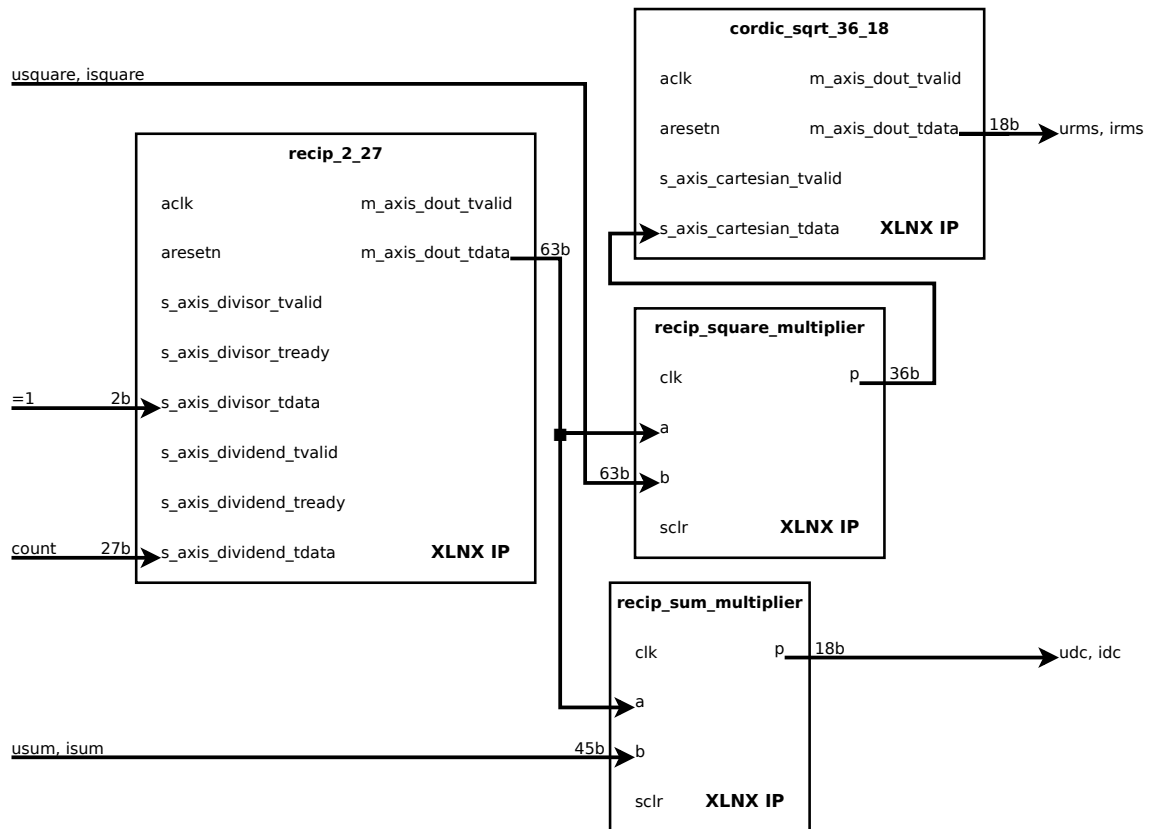 cordic_sqrt_36_18
aclk m_axis_dout_tvalid
aresetn m_axis_dout_tdata 18b urms, irms
s_axis_cartesian_tvalid
s_axis_cartesian_tdata XLNX IP
usquare, isquare
recip_2_27
aclk m_axis_dout_tvalid
aresetn m_axis_dout_tdata 63b
s_axis_divisor_tvalid
s_axis_divisor_tready
=1 2b s_axis_divisor_tdata
s_axis_dividend_tvalid
s_axis_dividend_tready
count 27b s_axis_dividend_tdata XLNX IP
recip_square_multiplier
clk p 36b
a
63b b
sclr XLNX IP
recip_sum_multiplier
clk p 18b udc, idc
a
usum, isum 45b b
sclr XLNX IP